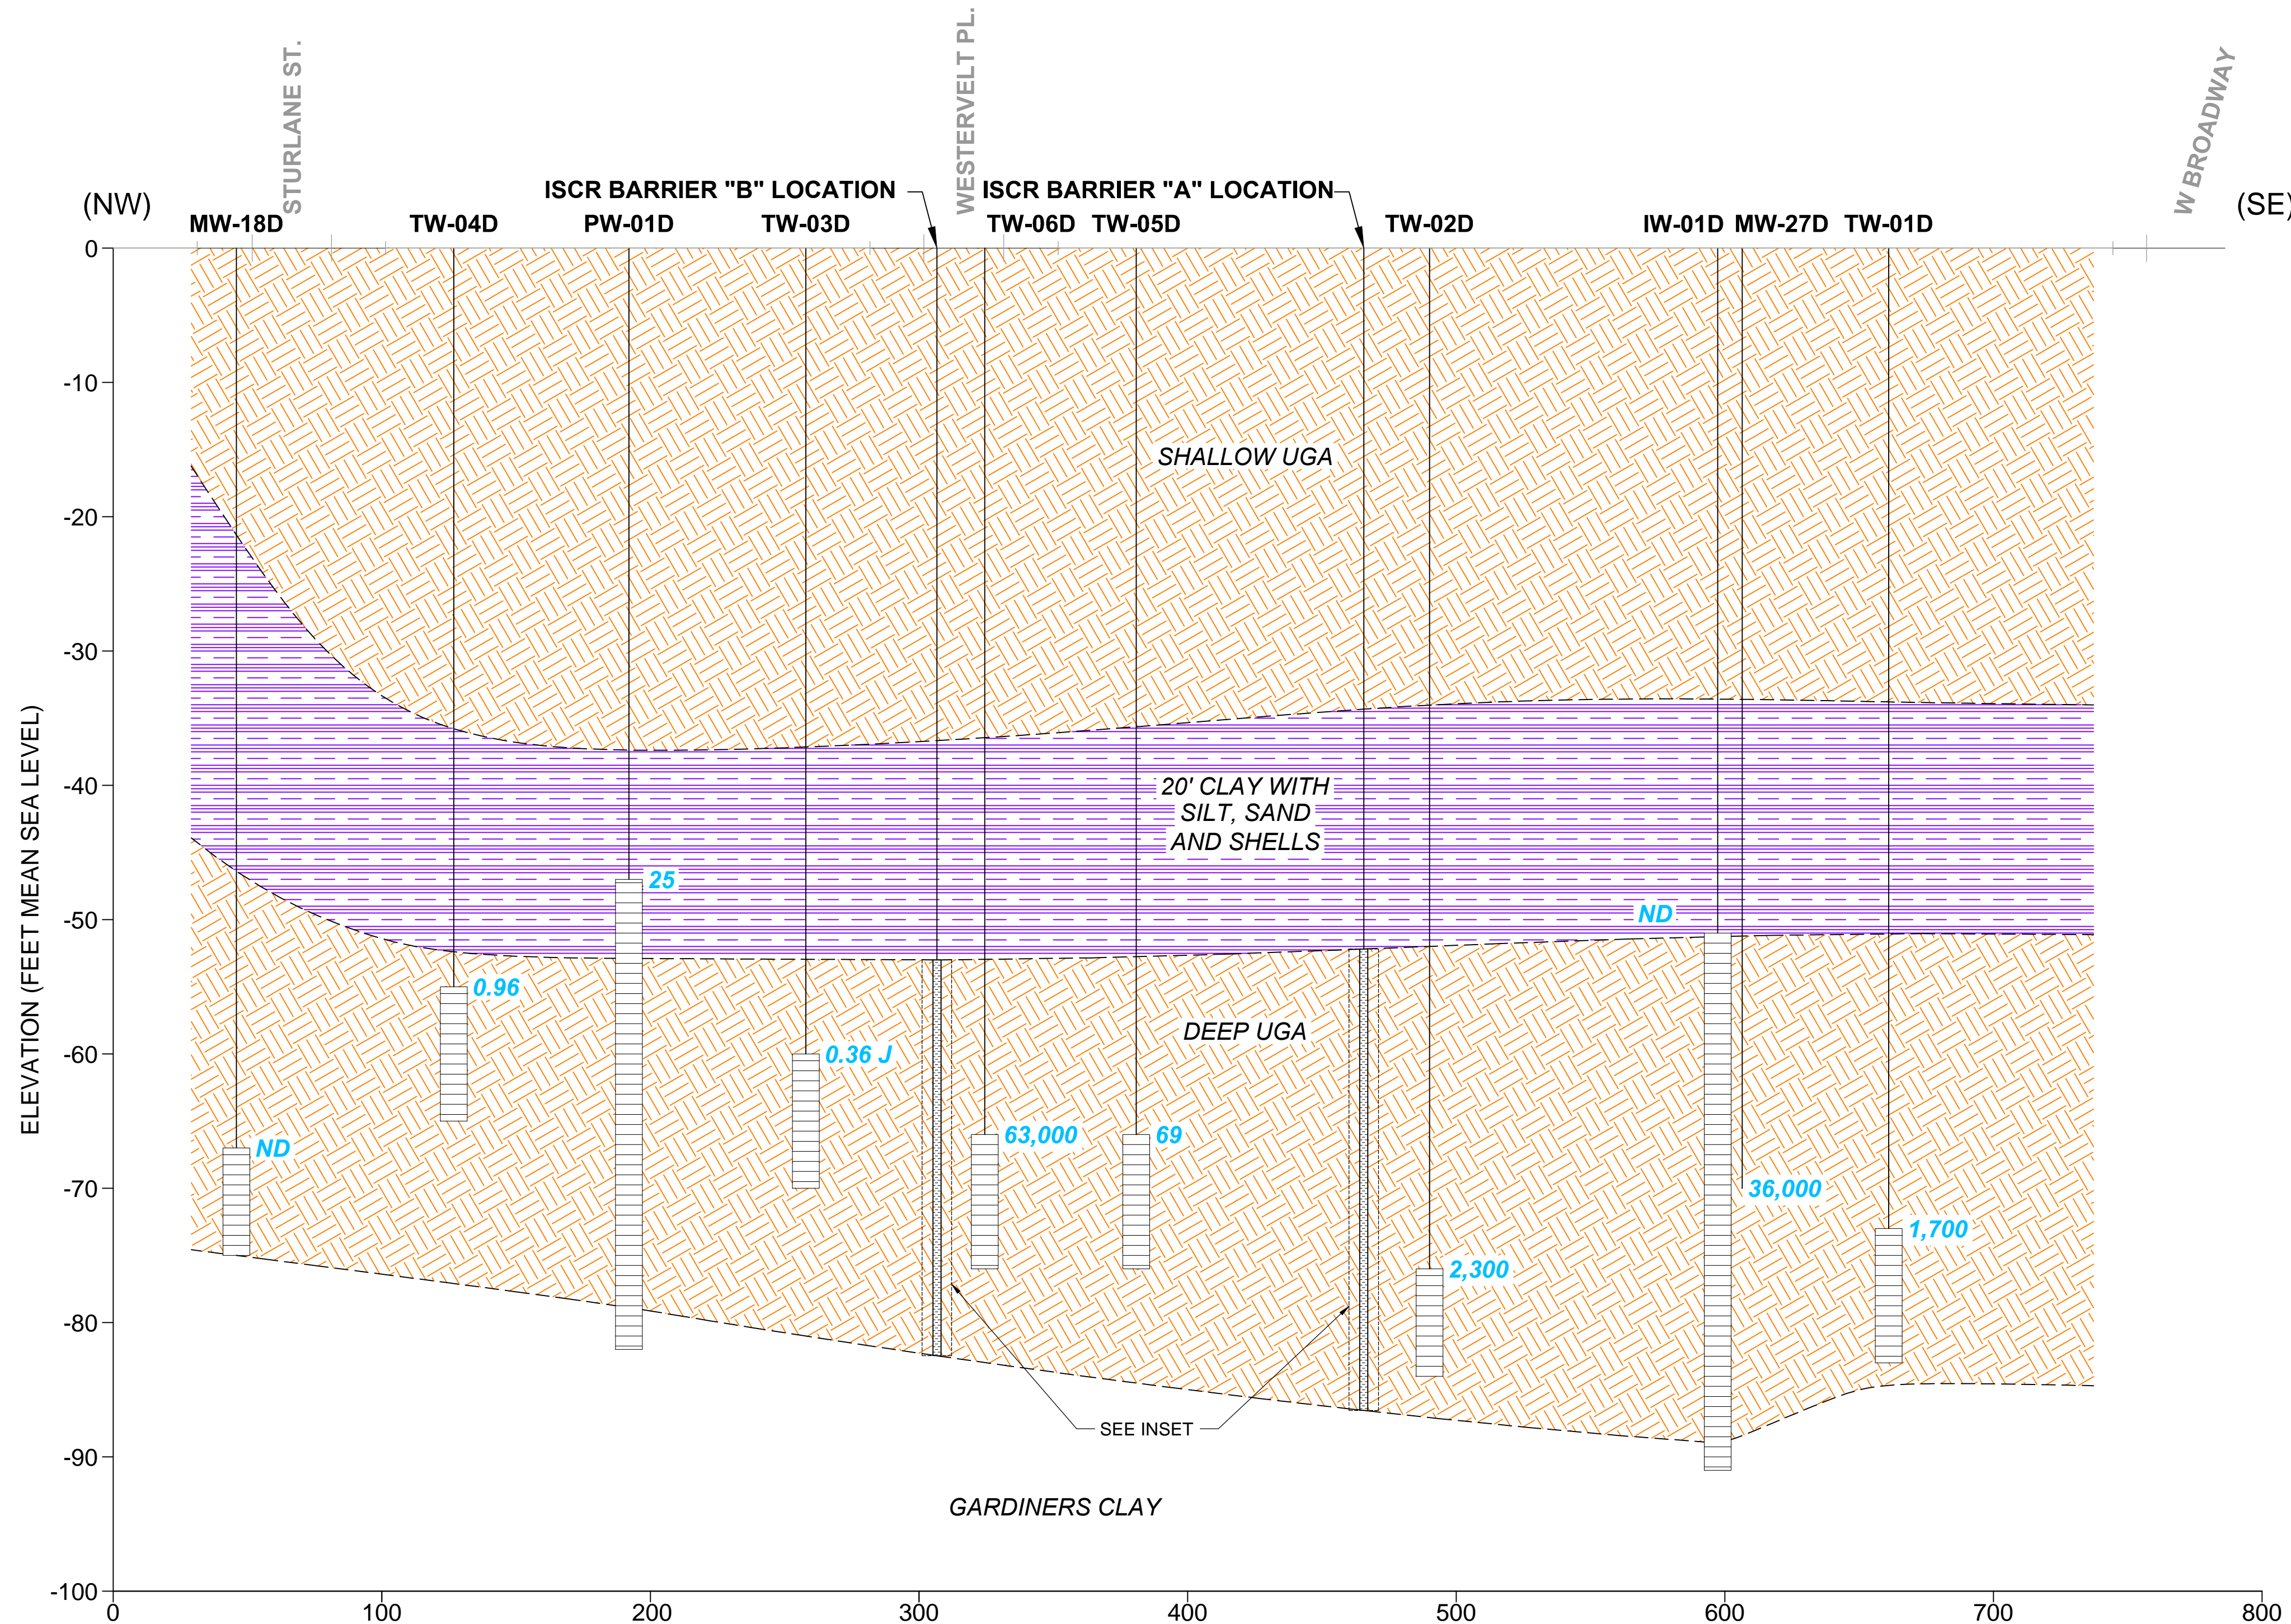 STURLANE ST.
WESTERVELT PL.
W BROADWAY
(NW)
ISCR BARRIER "B" LOCATION
ISCR BARRIER "A" LOCATION
(SE)
MW-18D
TW-04D
PW-01D
TW-03D
TW-06D
TW-05D
TW-02D
IW-01D
MW-27D
TW-01D
0
-10
-20
-30
-40
-50
-60
-70
-80
-90
-100
ELEVATION (FEET MEAN SEA LEVEL)
SHALLOW UGA
20' CLAY WITH
SILT, SAND
AND SHELLS
25
ND
0.96
DEEP UGA
0.36 J
63,000
69
ND
36,000
1,700
2,300
SEE INSET
GARDINERS CLAY
0
100
200
300
400
500
600
700
800